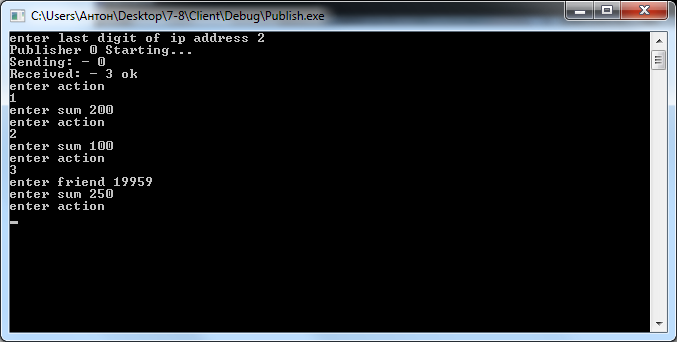 C:\Users\Антон\Desktop\7-8\Client\Debug\Publish.exe
enter last digit of ip address 2
Publisher 0 Starting...
Sending: - 0
Received: - 3 ok
enter action
1
enter sum 200
enter action
2
enter sum 100
enter action
3
enter friend 19959
enter sum 250
enter action